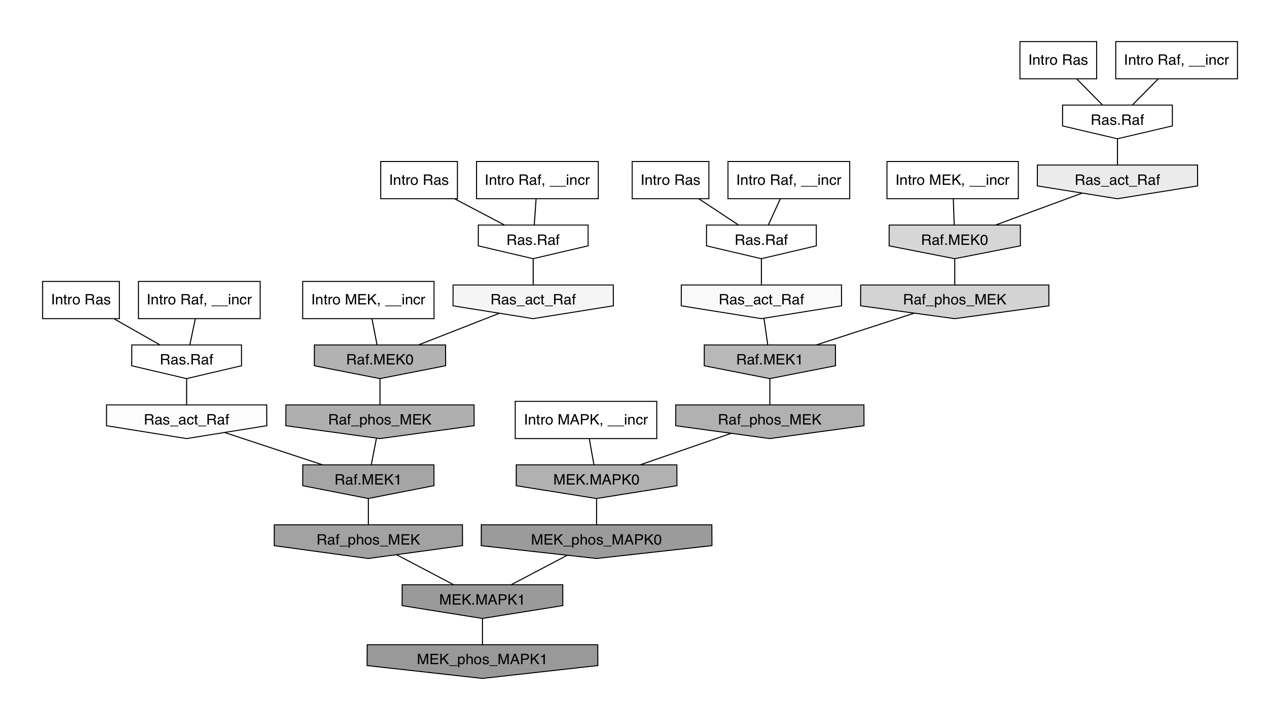 Intro Ras
Intro Raf, __incr
Ras.Raf
Intro Ras
Intro Raf, __incr
Intro Ras
Intro Raf, __incr
Intro MEK, __incr
Ras_act_Raf
Ras.Raf
Ras.Raf
Raf.MEK0
Intro Ras
Intro Raf, __incr
Intro MEK, __incr
Ras_act_Raf
Ras_act_Raf
Raf_phos_MEK
Ras.Raf
Raf.MEK0
Raf.MEK1
Ras_act_Raf
Raf_phos_MEK
Intro MAPK, __incr
Raf_phos_MEK
Raf.MEK1
MEK.MAPK0
Raf_phos_MEK
MEK_phos_MAPK0
MEK.MAPK1
MEK_phos_MAPK1